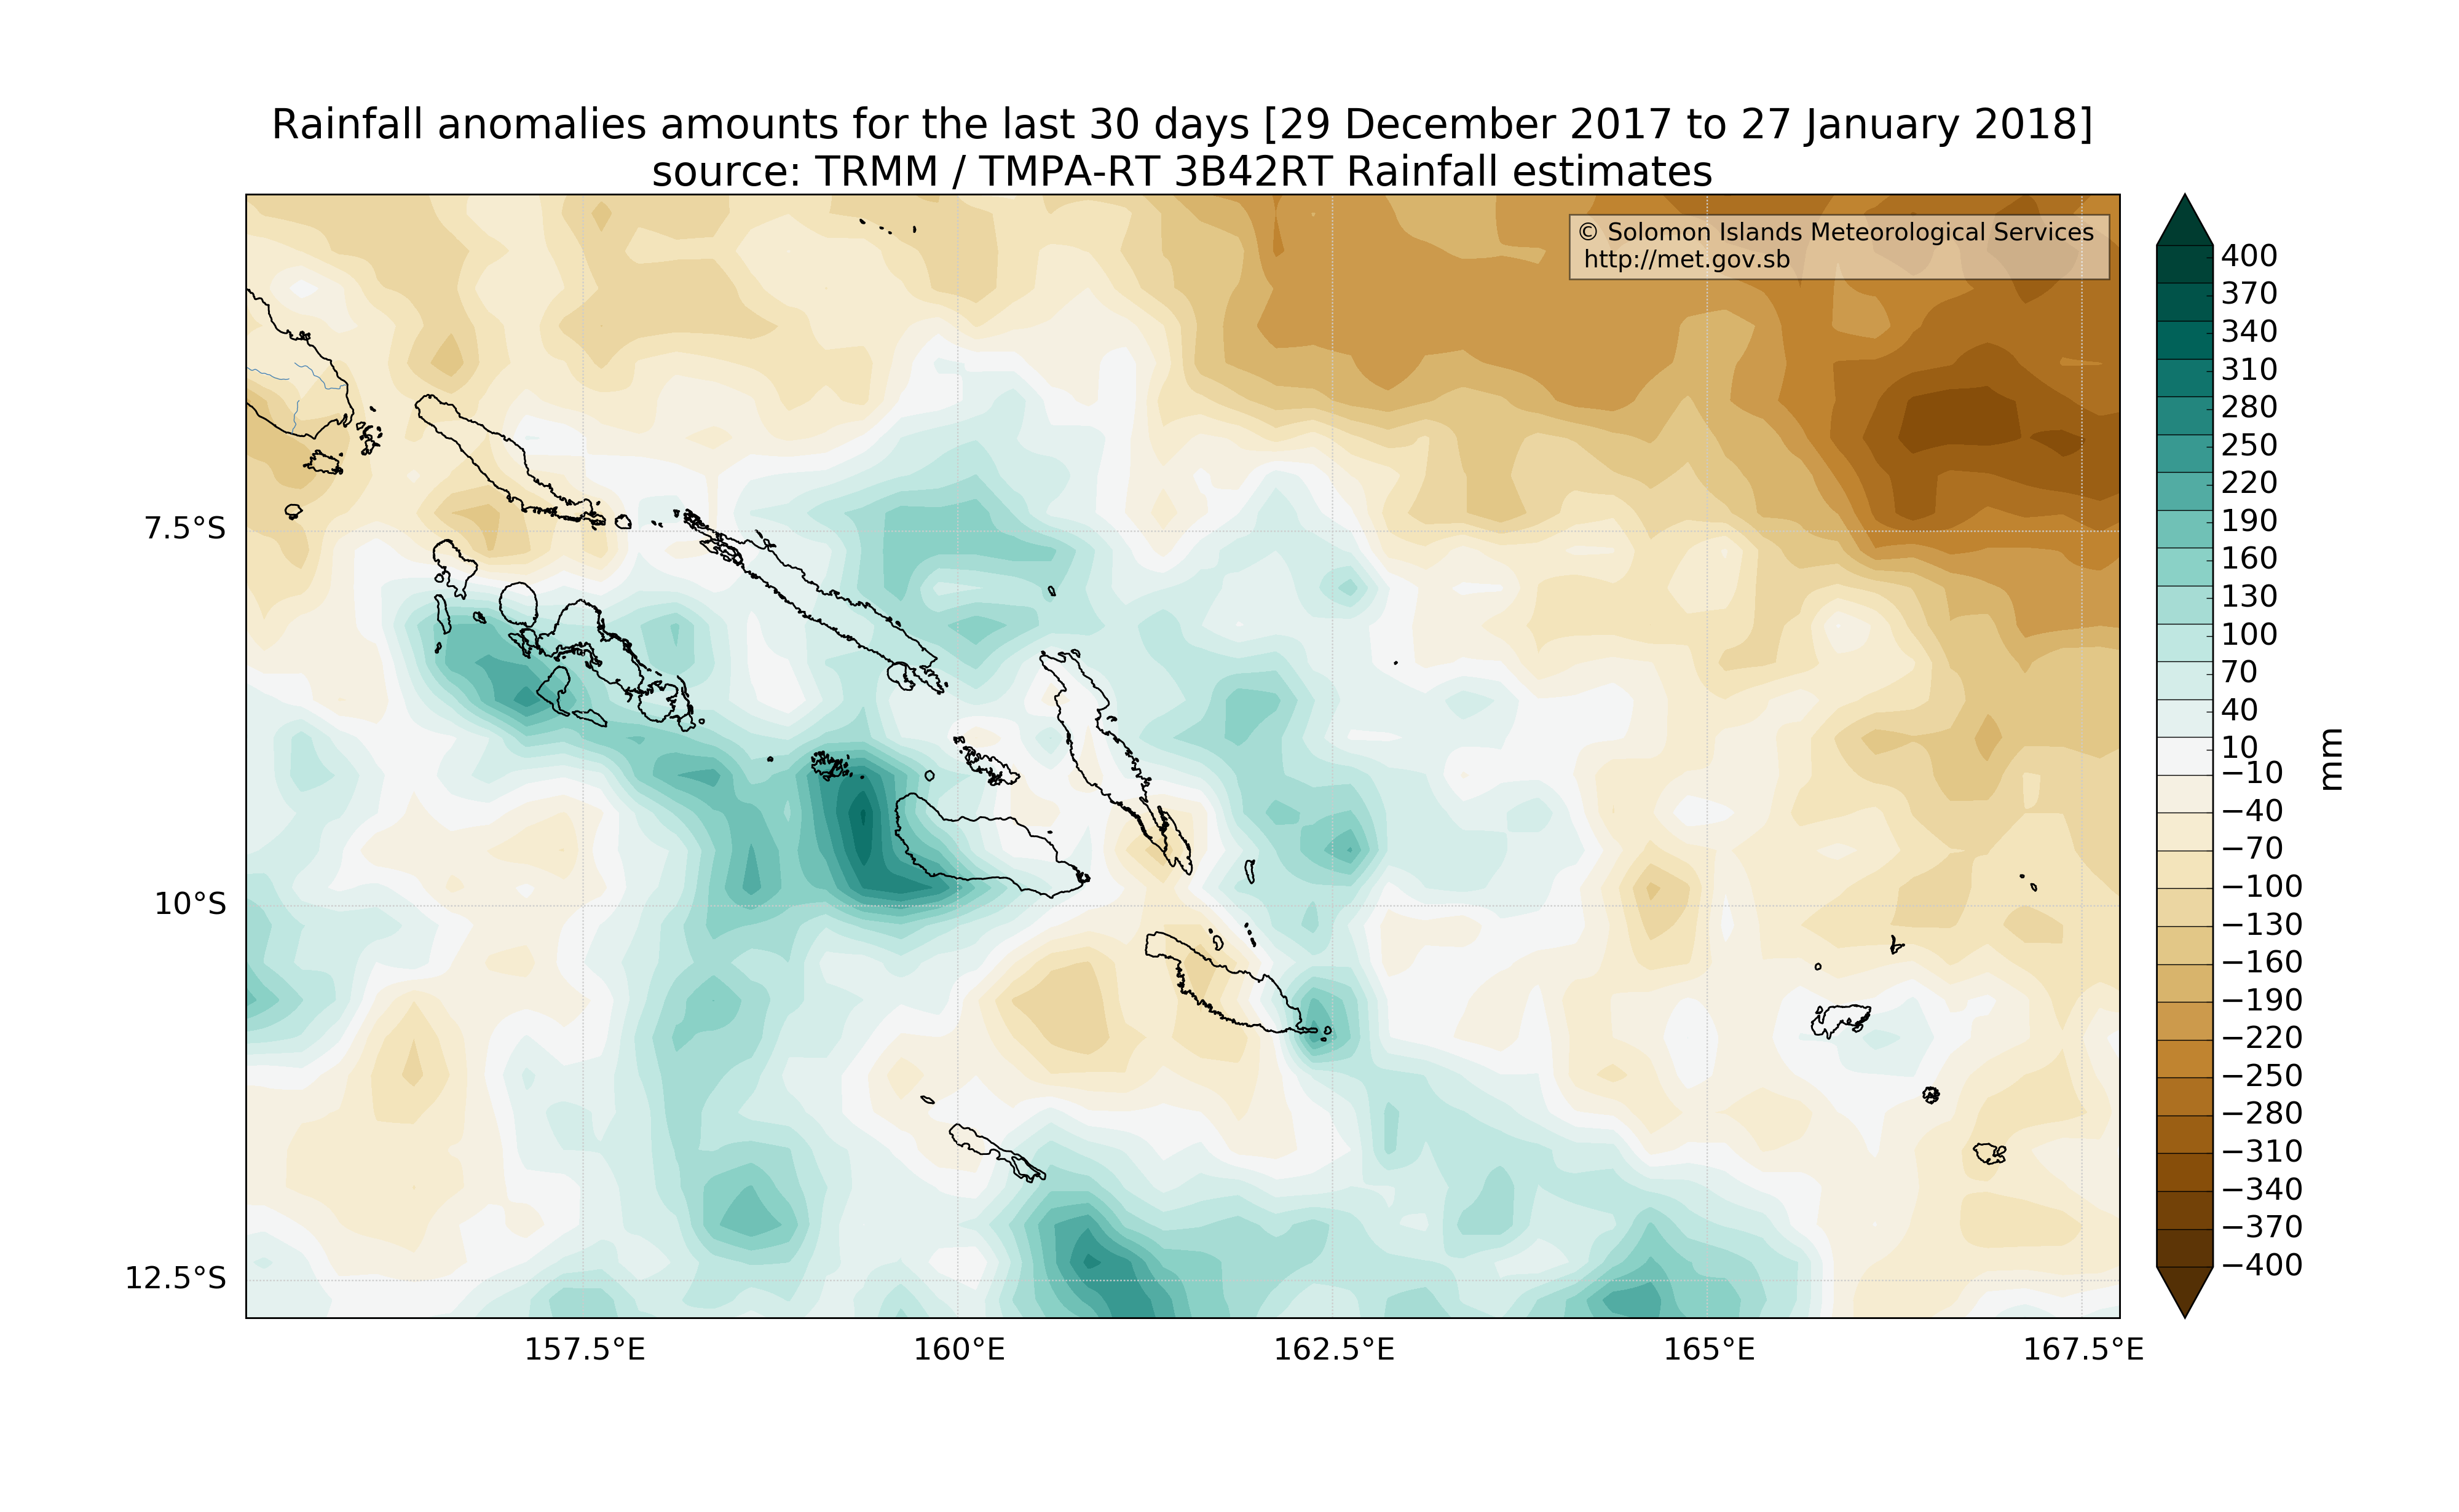 Rainfall anomalies amounts for the last 30 days [29 December 2017 to 27 January 2018]
source: TRMM / TMPA-RT 3B42RT Rainfall estimates
© Solomon Islands Meteorological Services
http://met.gov.sb
7.5°S
10°S
12.5°S
157.5°E
160°E
162.5°E
165°E
167.5°E
400
370
340
310
280
250
220
190
160
130
100
70
40
10
−10
−40
−70
−100
−130
−160
−190
−220
−250
−280
−310
−340
−370
−400
mm